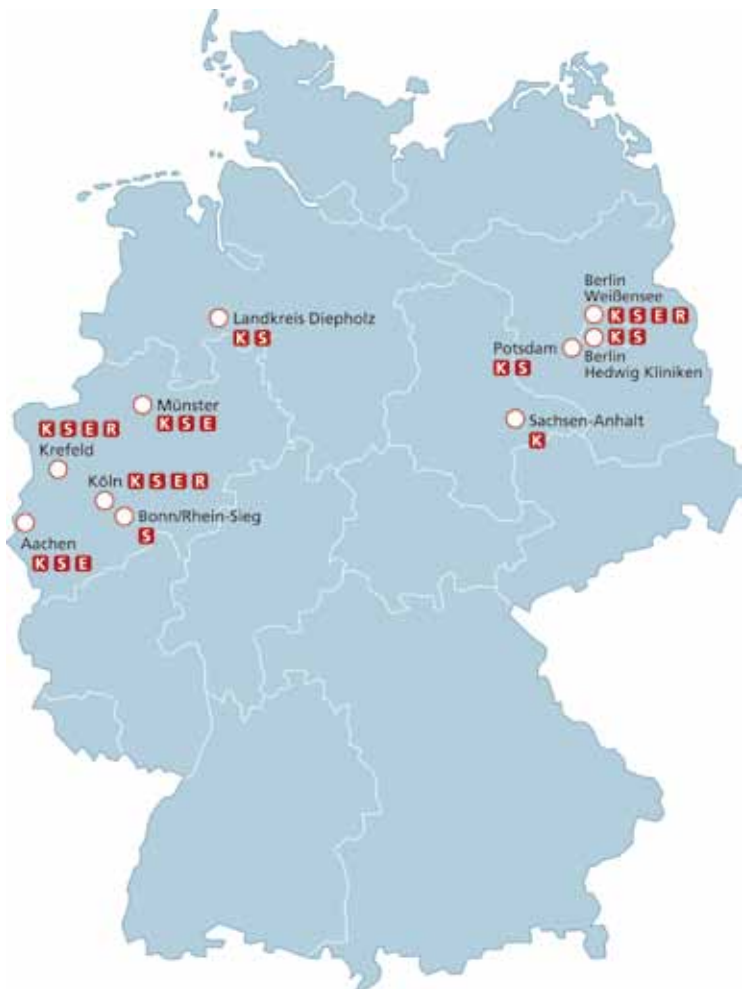 Berlin
Weißensee
K S E R
K S
Berlin
Hedwig Kliniken
Landkreis Diepholz
K S
Potsdam
K S
Münster
K S E
Sachsen-Anhalt
K
K S E R
Krefeld
Köln K S E R
Bonn/Rhein-Sieg
S
Aachen
K S E